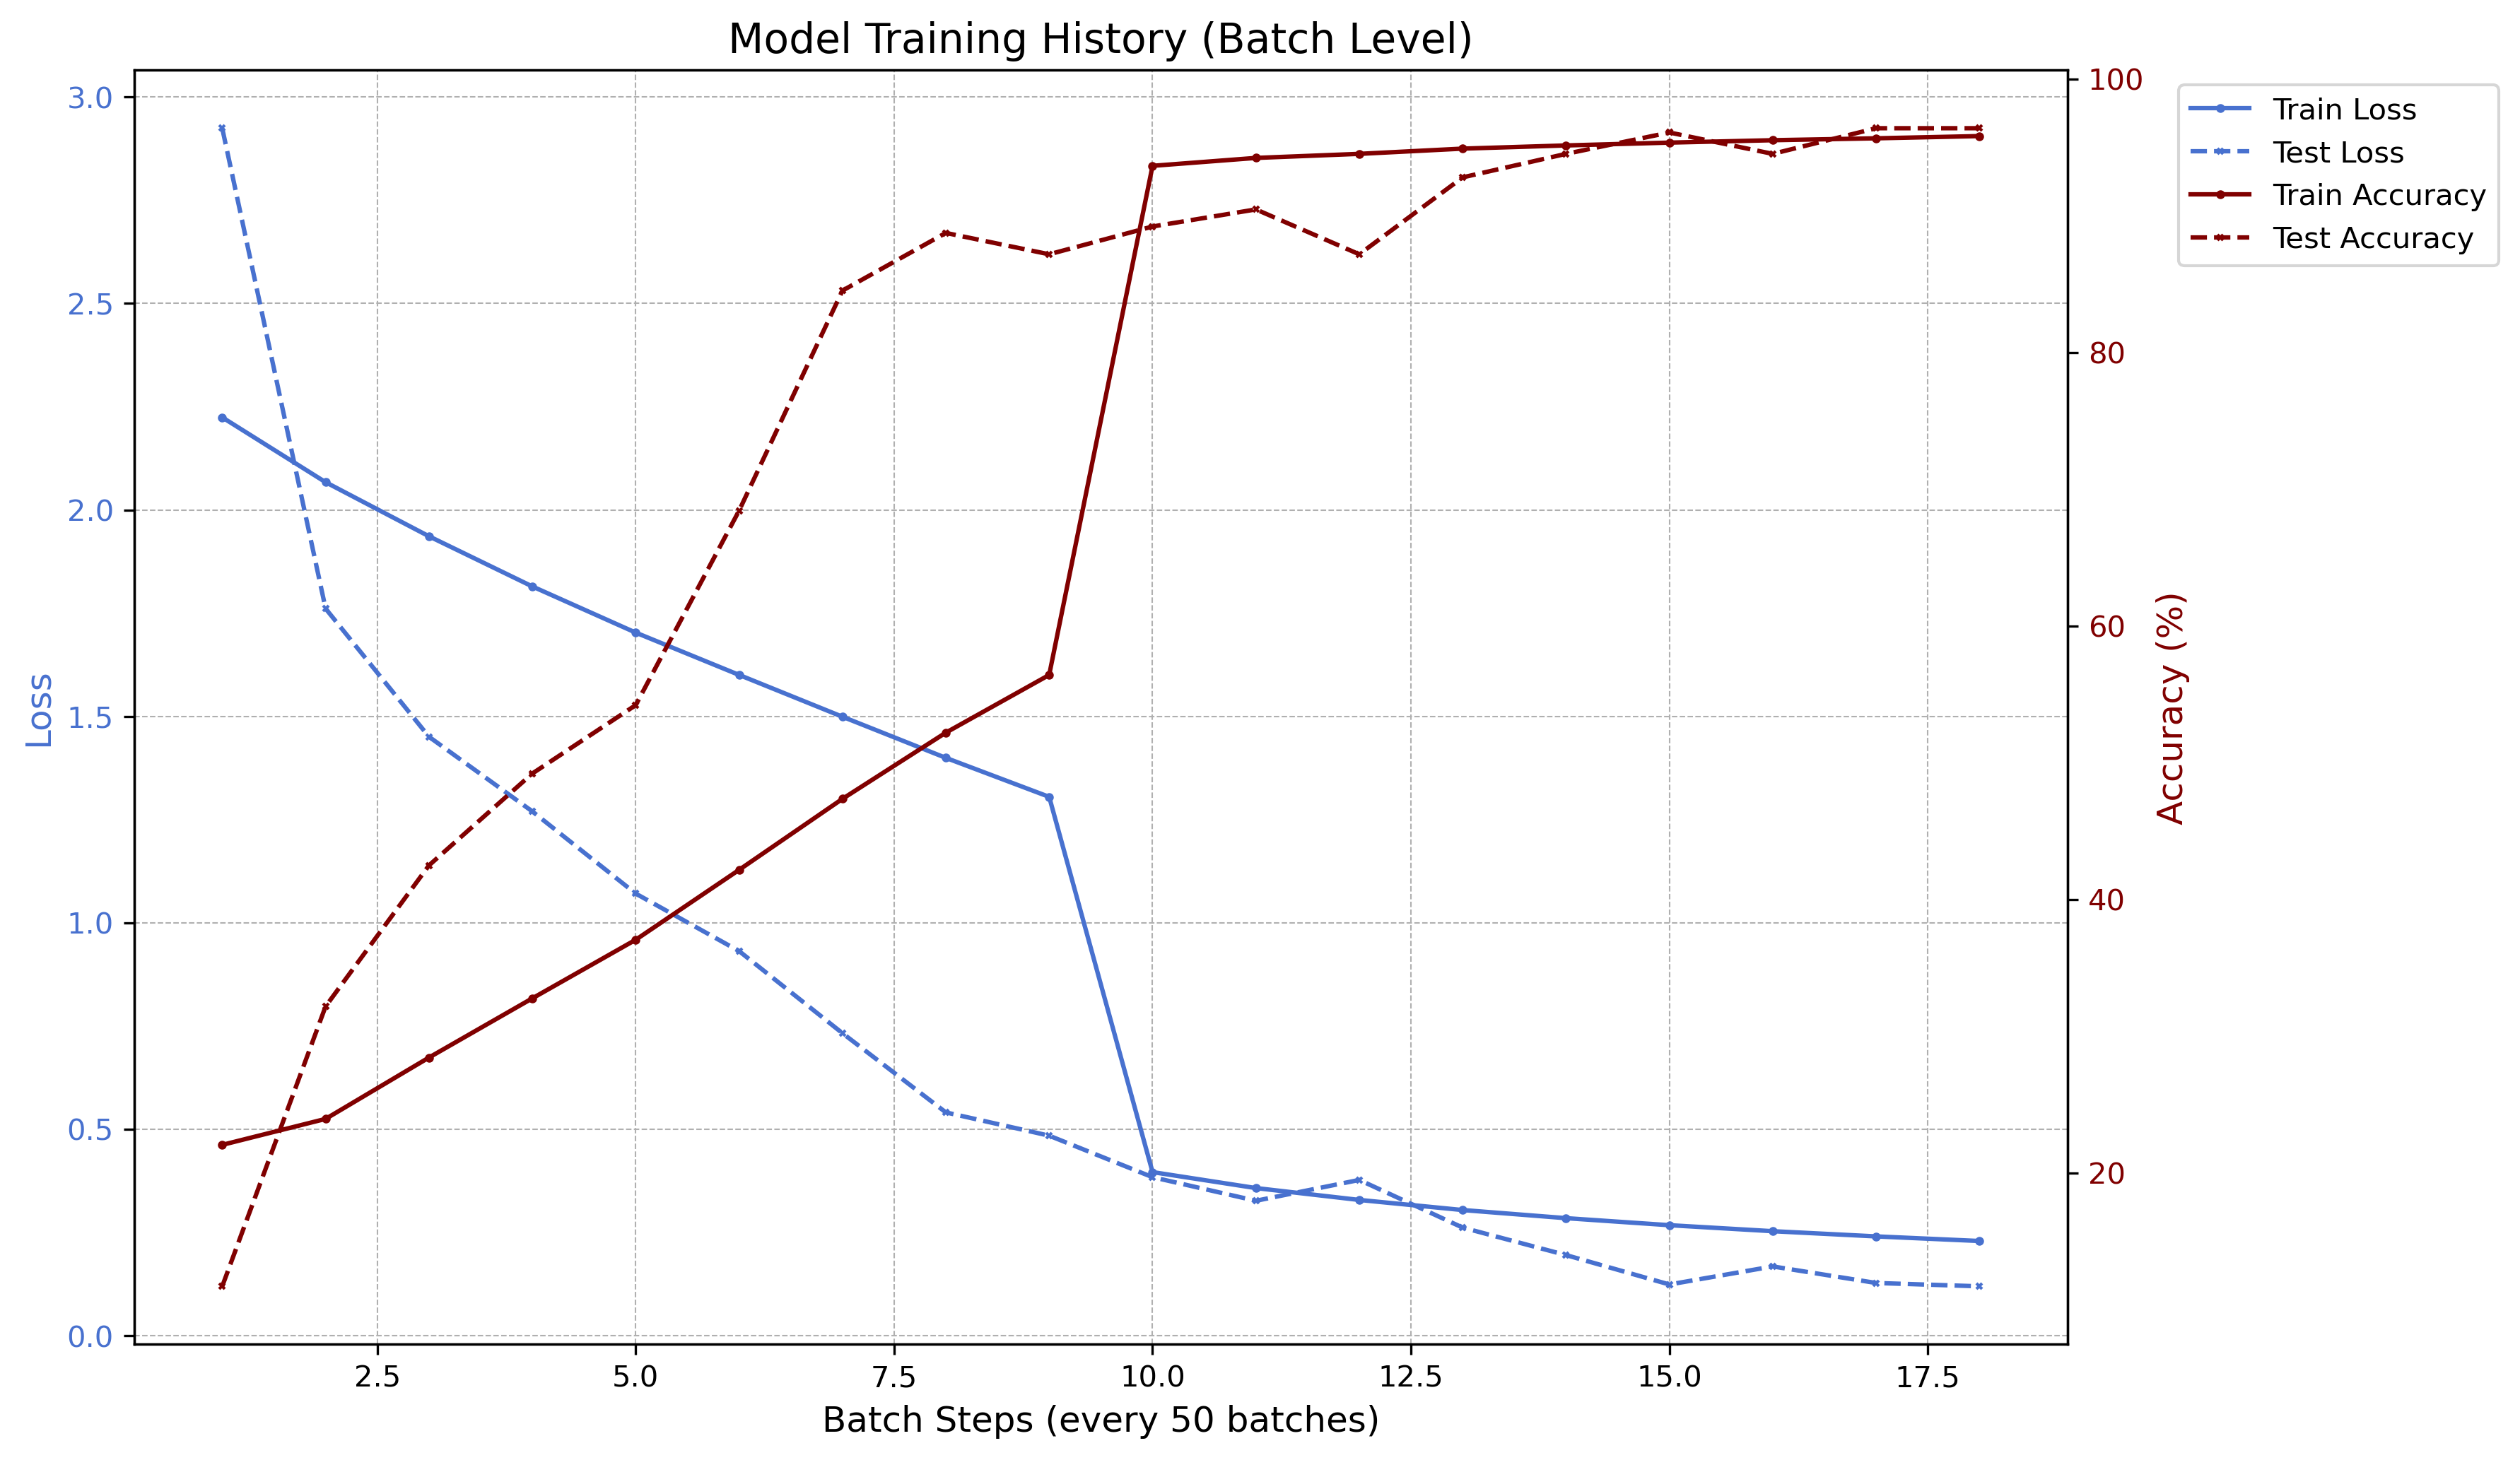 Model Training History (Batch Level)
3.0
2.5
2.0
1.5
1.0
0.5
0.0
Loss
2.5
5.0
7.5
10.0
12.5
15.0
17.5
Batch Steps (every 50 batches)
100
80
60
40
20
Accuracy (%)
Train Loss
Test Loss
Train Accuracy
Test Accuracy